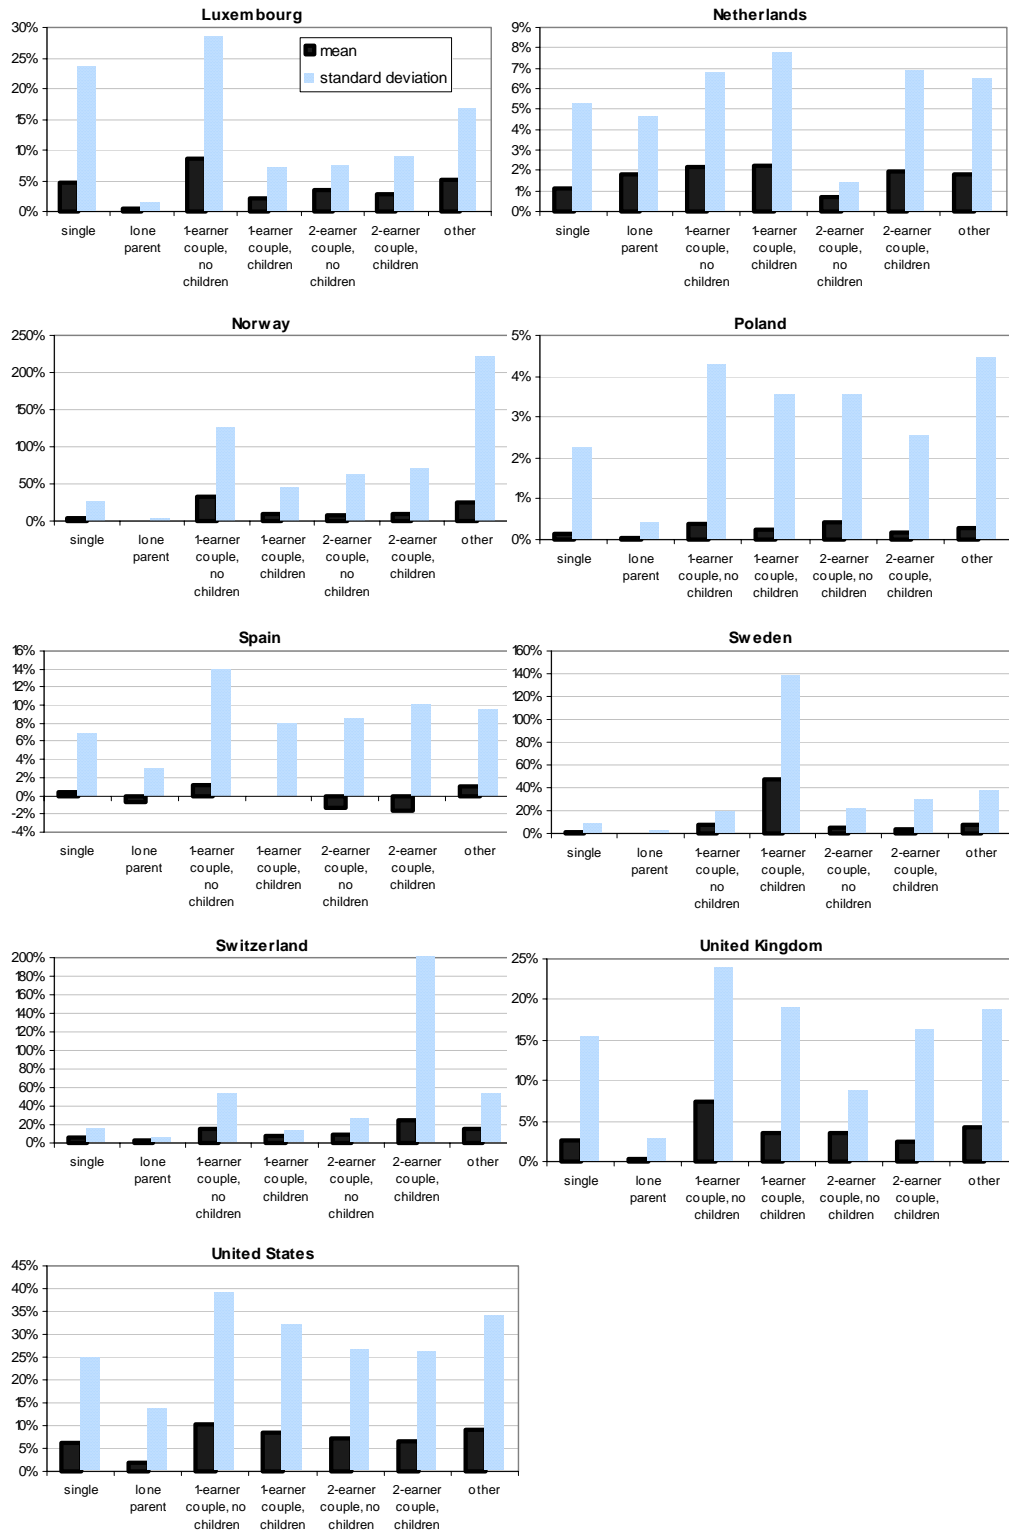 Luxembourg
30%
25%
20%
15%
10%
5%
0%
mean
standard deviation
single
lone
parent
1-earner
couple,
no
children
1-earner
couple,
children
2-earner
couple,
no
children
2-earner
couple,
children
other
Netherlands
9%
8%
7%
6%
5%
4%
3%
2%
1%
0%
single
lone
parent
1-earner
couple,
no
children
1-earner
couple,
children
2-earner
couple,
no
children
2-earner
couple,
children
other
Norway
250%
200%
150%
100%
50%
0%
single
lone
parent
1-earner
couple,
no
children
1-earner
couple,
children
2-earner
couple,
no
children
2-earner
couple,
children
other
Poland
5%
4%
3%
2%
1%
0%
single
lone
parent
1-earner
couple, no
children
1-earner
couple,
children
2-earner
couple, no
children
2-earner
couple,
children
other
Spain
16%
14%
12%
10%
8%
6%
4%
2%
0%
-2%
-4%
single
lone
parent
1-earner
couple,
no
children
1-earner
couple,
children
2-earner
couple,
no
children
2-earner
couple,
children
other
Sweden
160%
140%
120%
100%
80%
60%
40%
20%
0%
single
lone
parent
1-earner
couple,
no
children
1-earner
couple,
children
2-earner
couple,
no
children
2-earner
couple,
children
other
Switzerland
200%
180%
160%
140%
120%
100%
80%
60%
40%
20%
0%
single
lone
parent
1-earner
couple,
no
children
1-earner
couple,
children
2-earner
couple,
no
children
2-earner
couple,
children
other
United Kingdom
25%
20%
15%
10%
5%
0%
single
lone
parent
1-earner
couple, no
children
1-earner
couple,
children
2-earner
couple, no
children
2-earner
couple,
children
other
United States
45%
40%
35%
30%
25%
20%
15%
10%
5%
0%
single
lone
parent
1-earner
couple, no
children
1-earner
couple,
children
2-earner
couple, no
children
2-earner
couple,
children
other